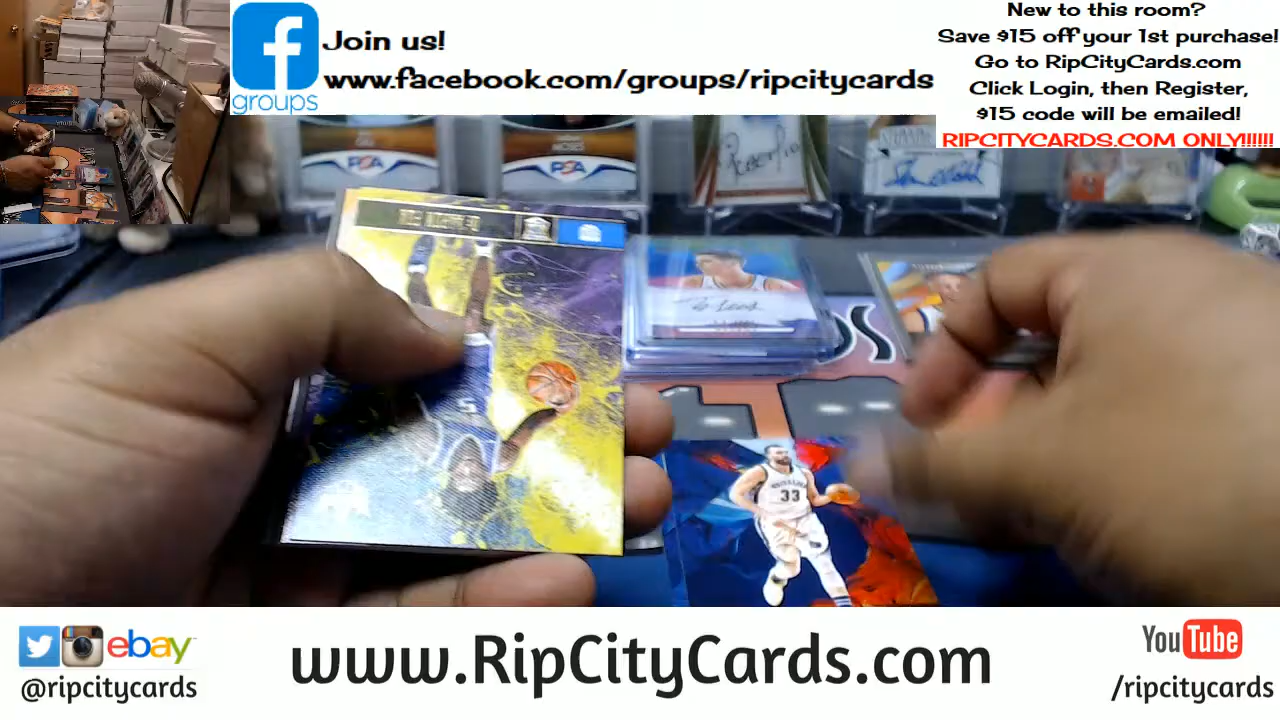 Join us!
www.facebook.com/groups/ripcitycards
groups
New to this room?
Save $15 off your 1st purchase!
Go to RipCityCards.com
Click Login, then Register,
$15 code will be emailed!
RIPCITYCARDS.COM ONLY!!!!!!
PSA
PSA
33
5
ebay
@ripcitycards
www.RipCityCards.com
YouTube
/ripcitycards